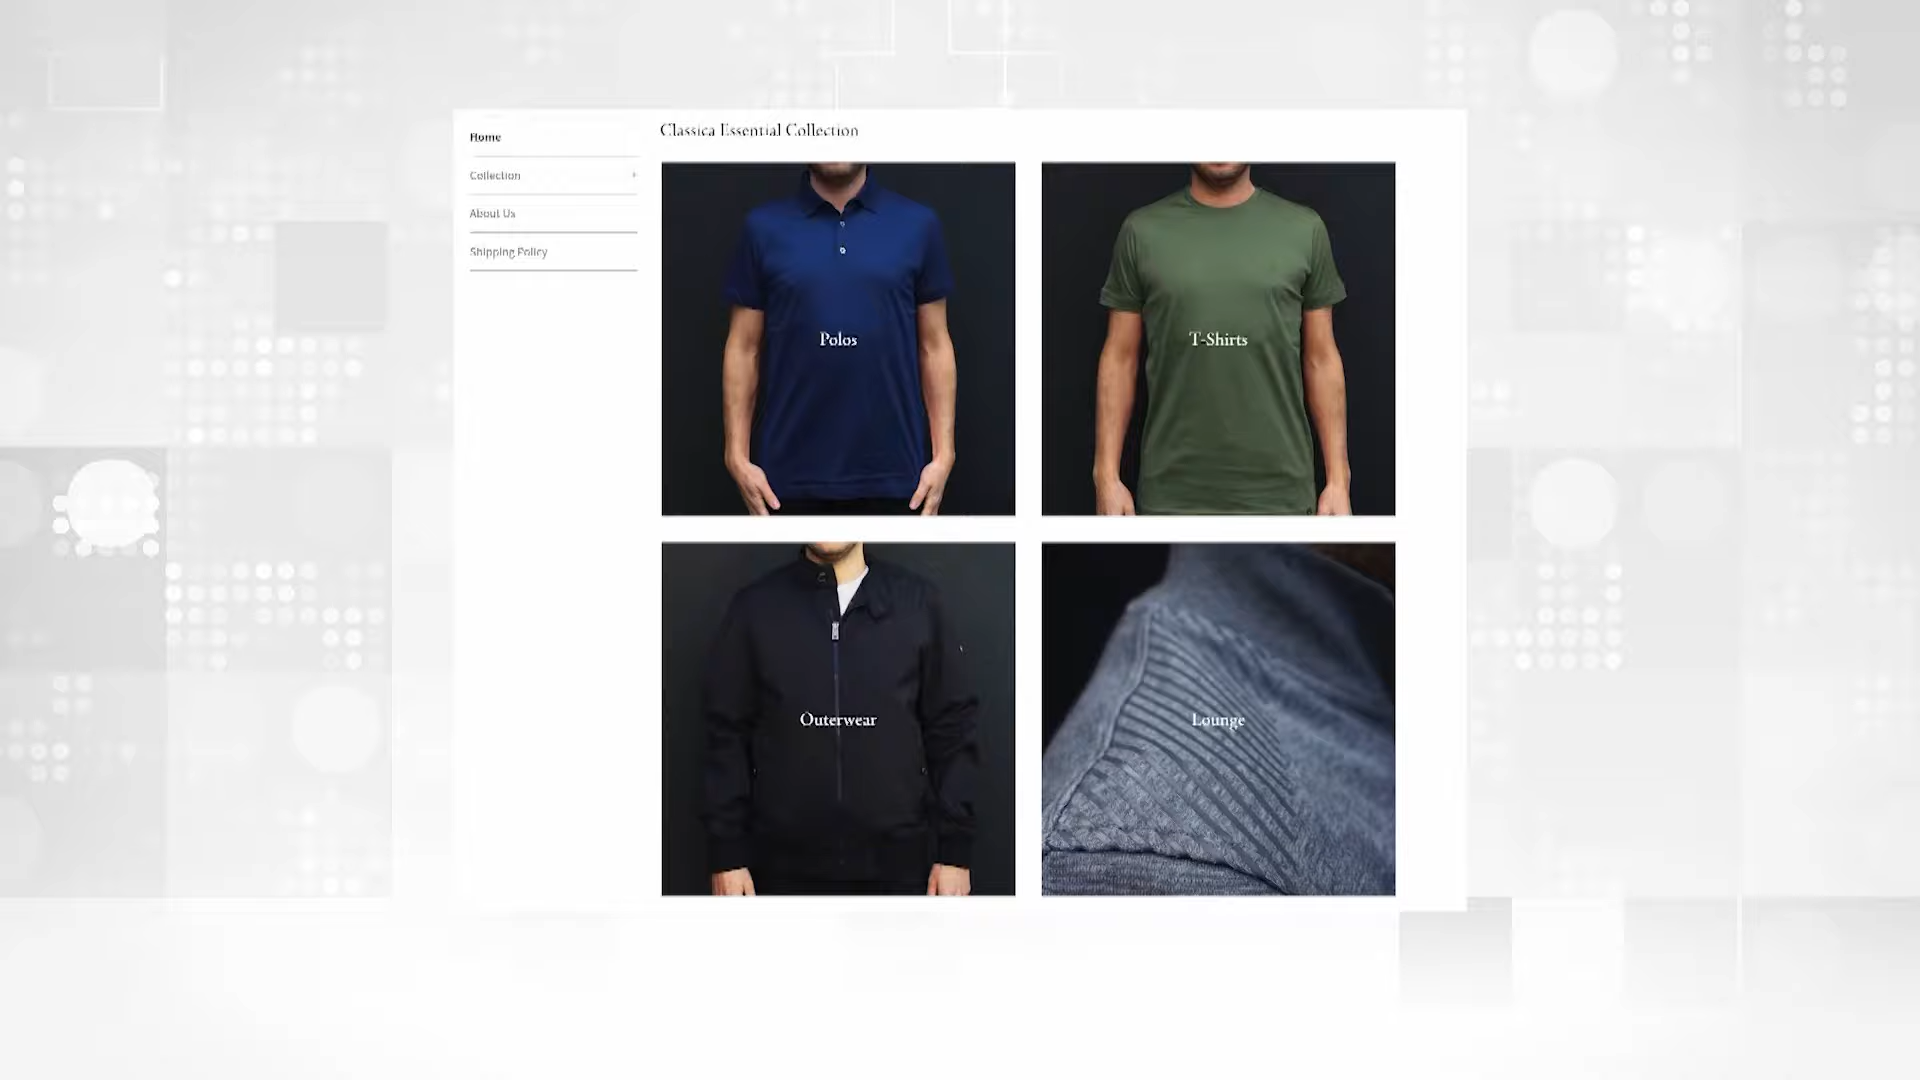 Home
Collection
About Us
Shipping Policy
Classica Essential Collection
Polos
T-Shirts
Outerwear
Lounge